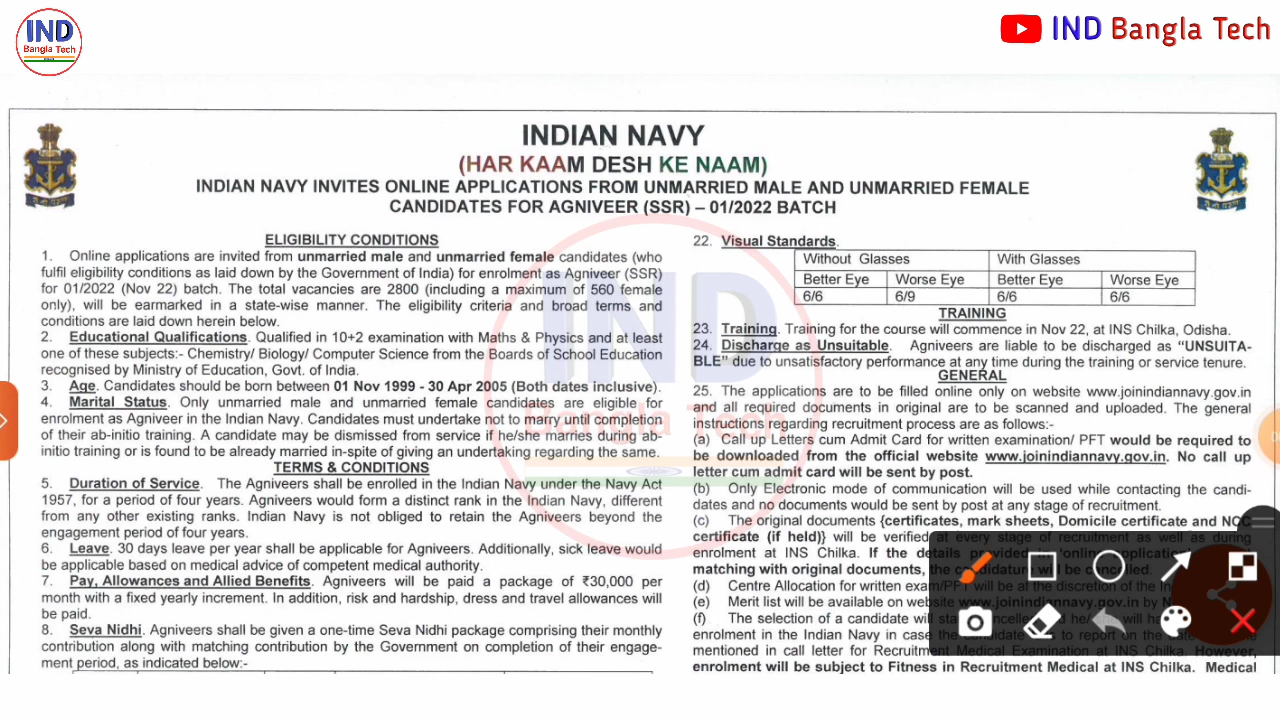 IND
Bangla Tech
IND Bangla Tech
INDIAN NAVY
(HAR KAAM DESH KE NAAM)
INDIAN NAVY INVITES ONLINE APPLICATIONS FROM UNMARRIED MALE AND UNMARRIED FEMALE
CANDIDATES FOR AGNIVEER (SSR) – 01/2022 BATCH
ELIGIBILITY CONDITIONS
1. Online applications are invited from unmarried male and unmarried female candidates (who
fulfil eligibility conditions as laid down by the Government of India) for enrolment as Agniveer (SSR)
for 01/2022 (Nov 22) batch. The total vacancies are 2800 (including a maximum of 560 female
only), will be earmarked in a state-wise manner. The eligibility criteria and broad terms and
conditions are laid down herein below.
2. Educational Qualifications. Qualified in 10+2 examination with Maths & Physics and at least
one of these subjects:- Chemistry/ Biology/ Computer Science from the Boards of School Education
recognised by Ministry of Education, Govt. of India.
3. Age. Candidates should be born between 01 Nov 1999 - 30 Apr 2005 (Both dates inclusive).
4. Marital Status. Only unmarried male and unmarried female candidates are eligible for
enrolment as Agniveer in the Indian Navy. Candidates must undertake not to marry until completion
of their ab-initio training. A candidate may be dismissed from service if he/she marries during ab-
initio training or is found to be already married in-spite of giving an undertaking regarding the same.
TERMS & CONDITIONS
5. Duration of Service. The Agniveers shall be enrolled in the Indian Navy under the Navy Act
1957, for a period of four years. Agniveers would form a distinct rank in the Indian Navy, different
from any other existing ranks. Indian Navy is not obliged to retain the Agniveers beyond the
engagement period of four years.
6. Leave. 30 days leave per year shall be applicable for Agniveers. Additionally, sick leave would
be applicable based on medical advice of competent medical authority.
7. Pay, Allowances and Allied Benefits. Agniveers will be paid a package of ₹30,000 per
month with a fixed yearly increment. In addition, risk and hardship, dress and travel allowances will
be paid.
8. Seva Nidhi. Agniveers shall be given a one-time Seva Nidhi package comprising their monthly
contribution along with matching contribution by the Government on completion of their engage-
ment period, as indicated below:-
22. Visual Standards.
Without Glasses With Glasses
Better Eye Worse Eye Better Eye Worse Eye
6/6 6/9 6/6 6/6
TRAINING
23. Training. Training for the course will commence in Nov 22, at INS Chilka, Odisha.
24. Discharge as Unsuitable. Agniveers are liable to be discharged as "UNSUITA-
BLE" due to unsatisfactory performance at any time during the training or service tenure.
GENERAL
25. The applications are to be filled online only on website www.joinindiannavy.gov.in
and all required documents in original are to be scanned and uploaded. The general
instructions regarding recruitment process are as follows:-
(a) Call up Letters cum Admit Card for written examination/ PFT would be required to
be downloaded from the official website www.joinindiannavy.gov.in. No call up
letter cum admit card will be sent by post.
(b) Only Electronic mode of communication will be used while contacting the candi-
dates and no documents would be sent by post at any stage of recruitment.
(c) The original documents {certificates, mark sheets, Domicile certificate and NCC
certificate (if held)} will be verified at every stage of recruitment as well as during
enrolment at INS Chilka. If the details provided in 'online application'
matching with original documents, the candidature will be cancelled.
(d) Centre Allocation for written exam/PFT will be at the discretion of the
(e) Merit list will be available on website www.joinindiannavy.gov.in by
(f) The selection of a candidate will
enrolment in the Indian Navy in case the candidate to report on the
mentioned in call letter for Recruitment Medical Examination at INS Chilka. However,
enrolment will be subject to Fitness in Recruitment Medical at INS Chilka. Medical
IND
Bangla Tech